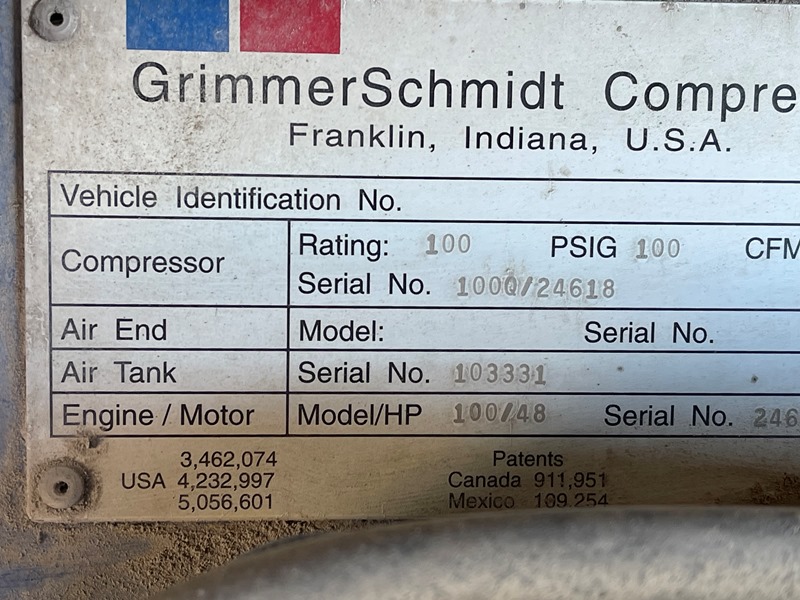 GrimmerSchmidt Compre
Franklin, Indiana, U.S.A.
Vehicle Identification No.
Compressor
Rating: 100 PSIG 100 CFM
Serial No. 100Q/24618
Air End Model: Serial No.
Air Tank Serial No. 103331
Engine / Motor Model/HP 100/48 Serial No. 246
3,462,074 Patents
USA 4,232,997 Canada 911,951
5,056,601 Mexico 109,254